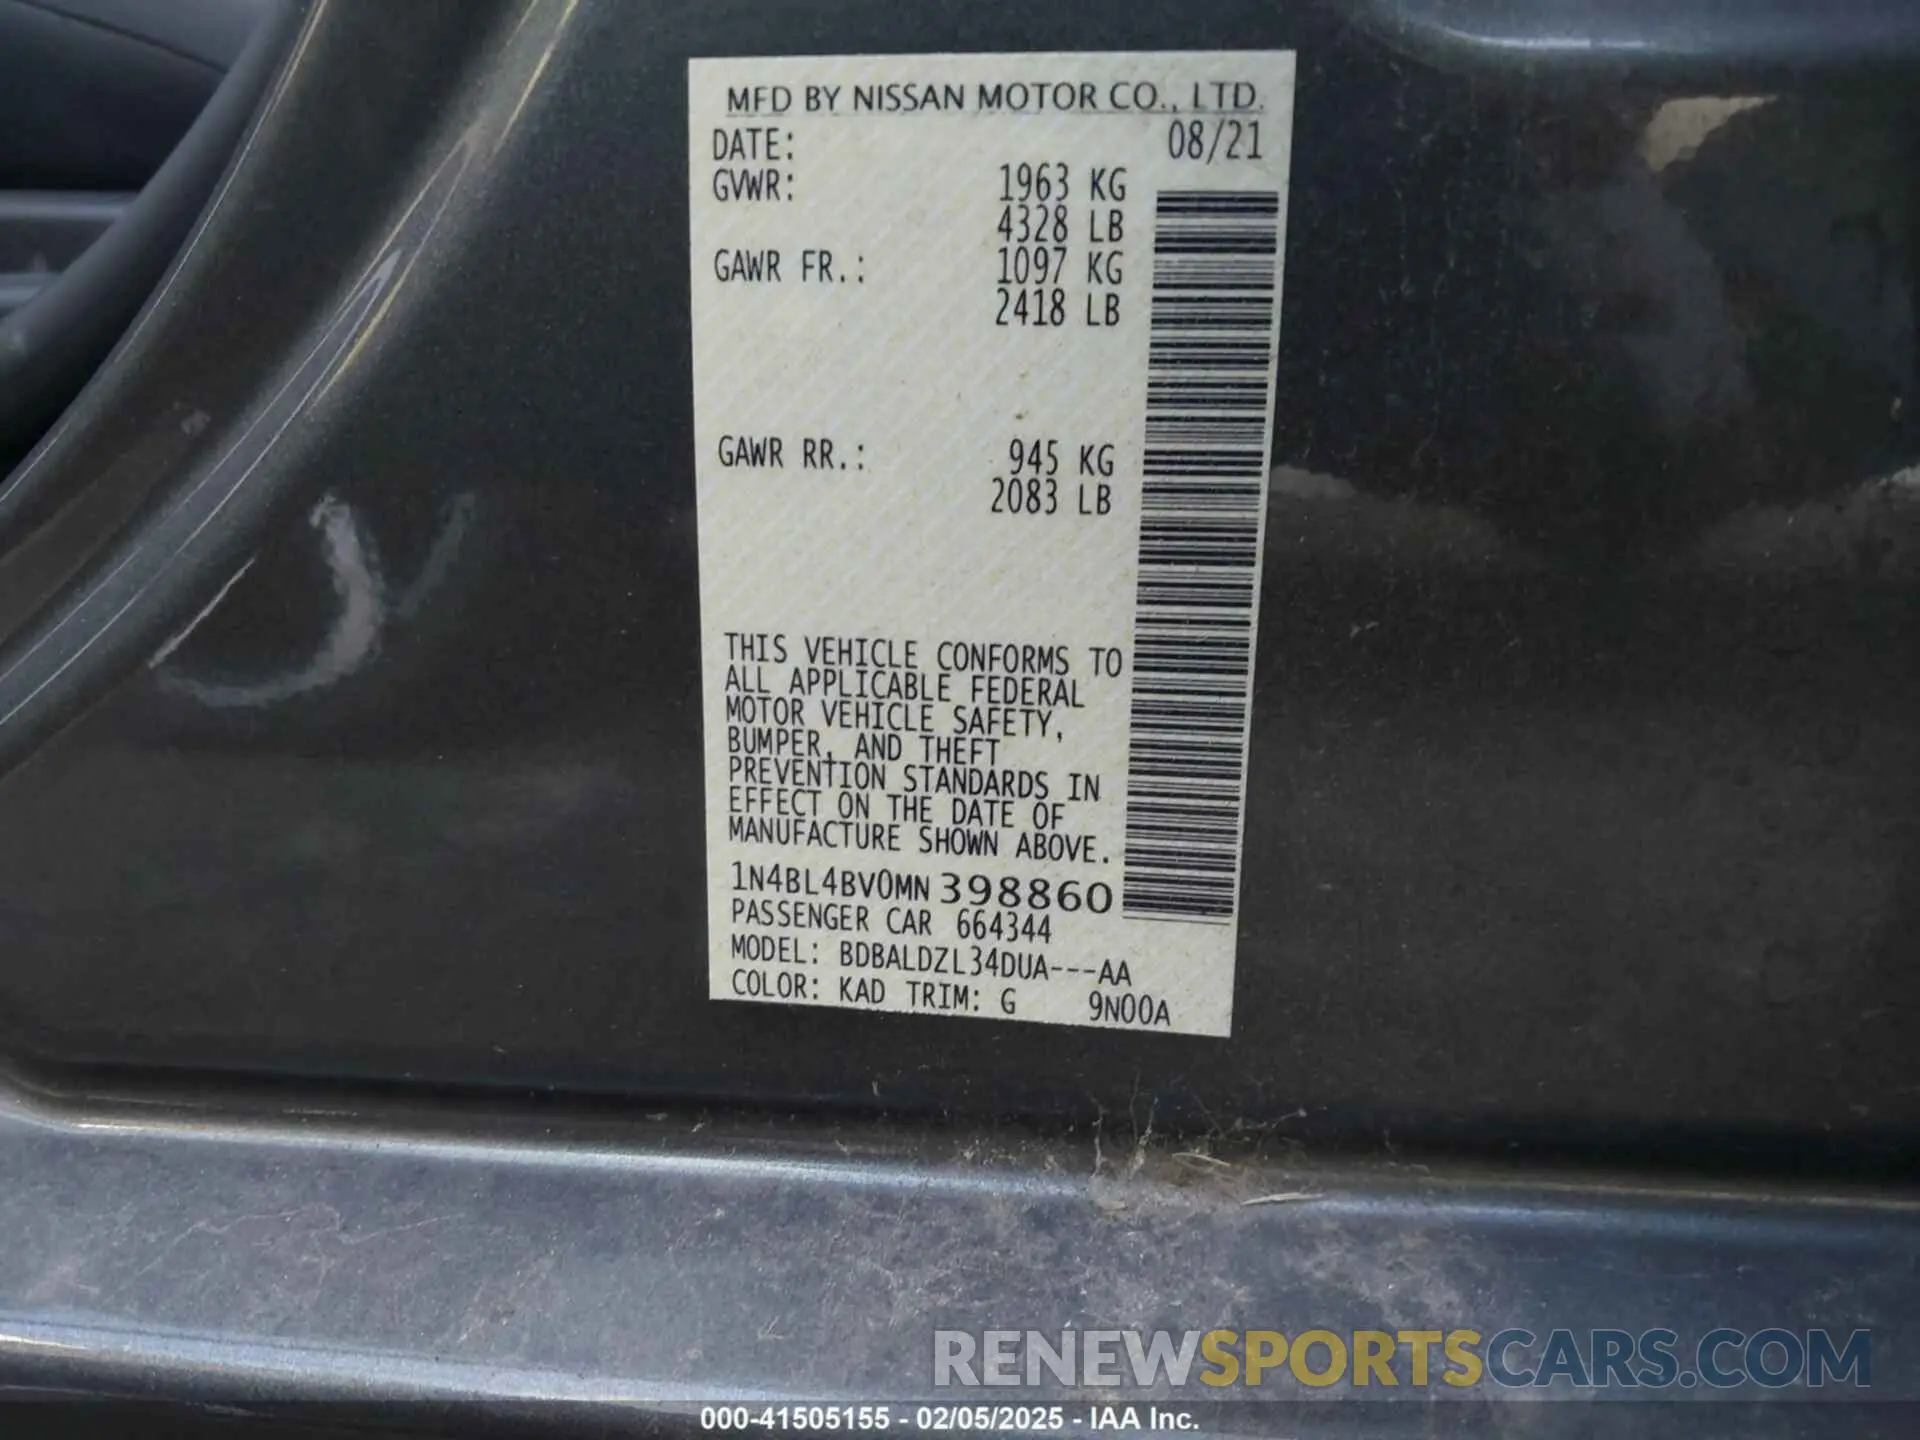 MFD BY NISSAN MOTOR CO., LTD.
DATE: 08/21
GVWR: 1963 KG
4328 LB
GAWR FR.: 1097 KG
2418 LB
GAWR RR.: 945 KG
2083 LB
THIS VEHICLE CONFORMS TO
ALL APPLICABLE FEDERAL
MOTOR VEHICLE SAFETY,
BUMPER, AND THEFT
PREVENTION STANDARDS IN
EFFECT ON THE DATE OF
MANUFACTURE SHOWN ABOVE.
1N4BL4BV0MN398860
PASSENGER CAR 664344
MODEL: BDBALDZL34DUA---AA
COLOR: KAD TRIM: G 9N00A
RENEWSPORTSCARS.COM
000-41505155 - 02/05/2025 - IAA Inc.